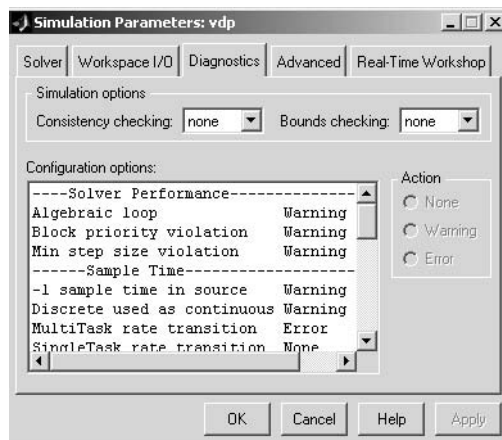 Simulation Parameters: vdp
Solver Workspace I/O Diagnostics Advanced Real-Time Workshop
Simulation options
Consistency checking: none Bounds checking: none
Configuration options:
Action
----Solver Performance--------------
Algebraic loop Warning
None
Block priority violation Warning
Warning
Min step size violation Warning
Error
------Sample Time-------------------
-1 sample time in source Warning
Discrete used as continuous Warning
MultiTask rate transition Error
SingleTask rate transition None
OK Cancel Help Apply